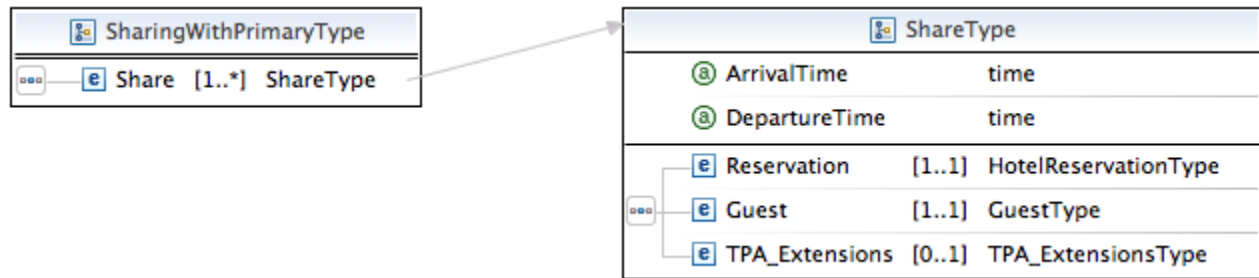 SharingWithPrimaryType
e Share [1..*] ShareType
ShareType
a ArrivalTime time
a DepartureTime time
e Reservation [1..1] HotelReservationType
e Guest [1..1] GuestType
e TPA_Extensions [0..1] TPA_ExtensionsType